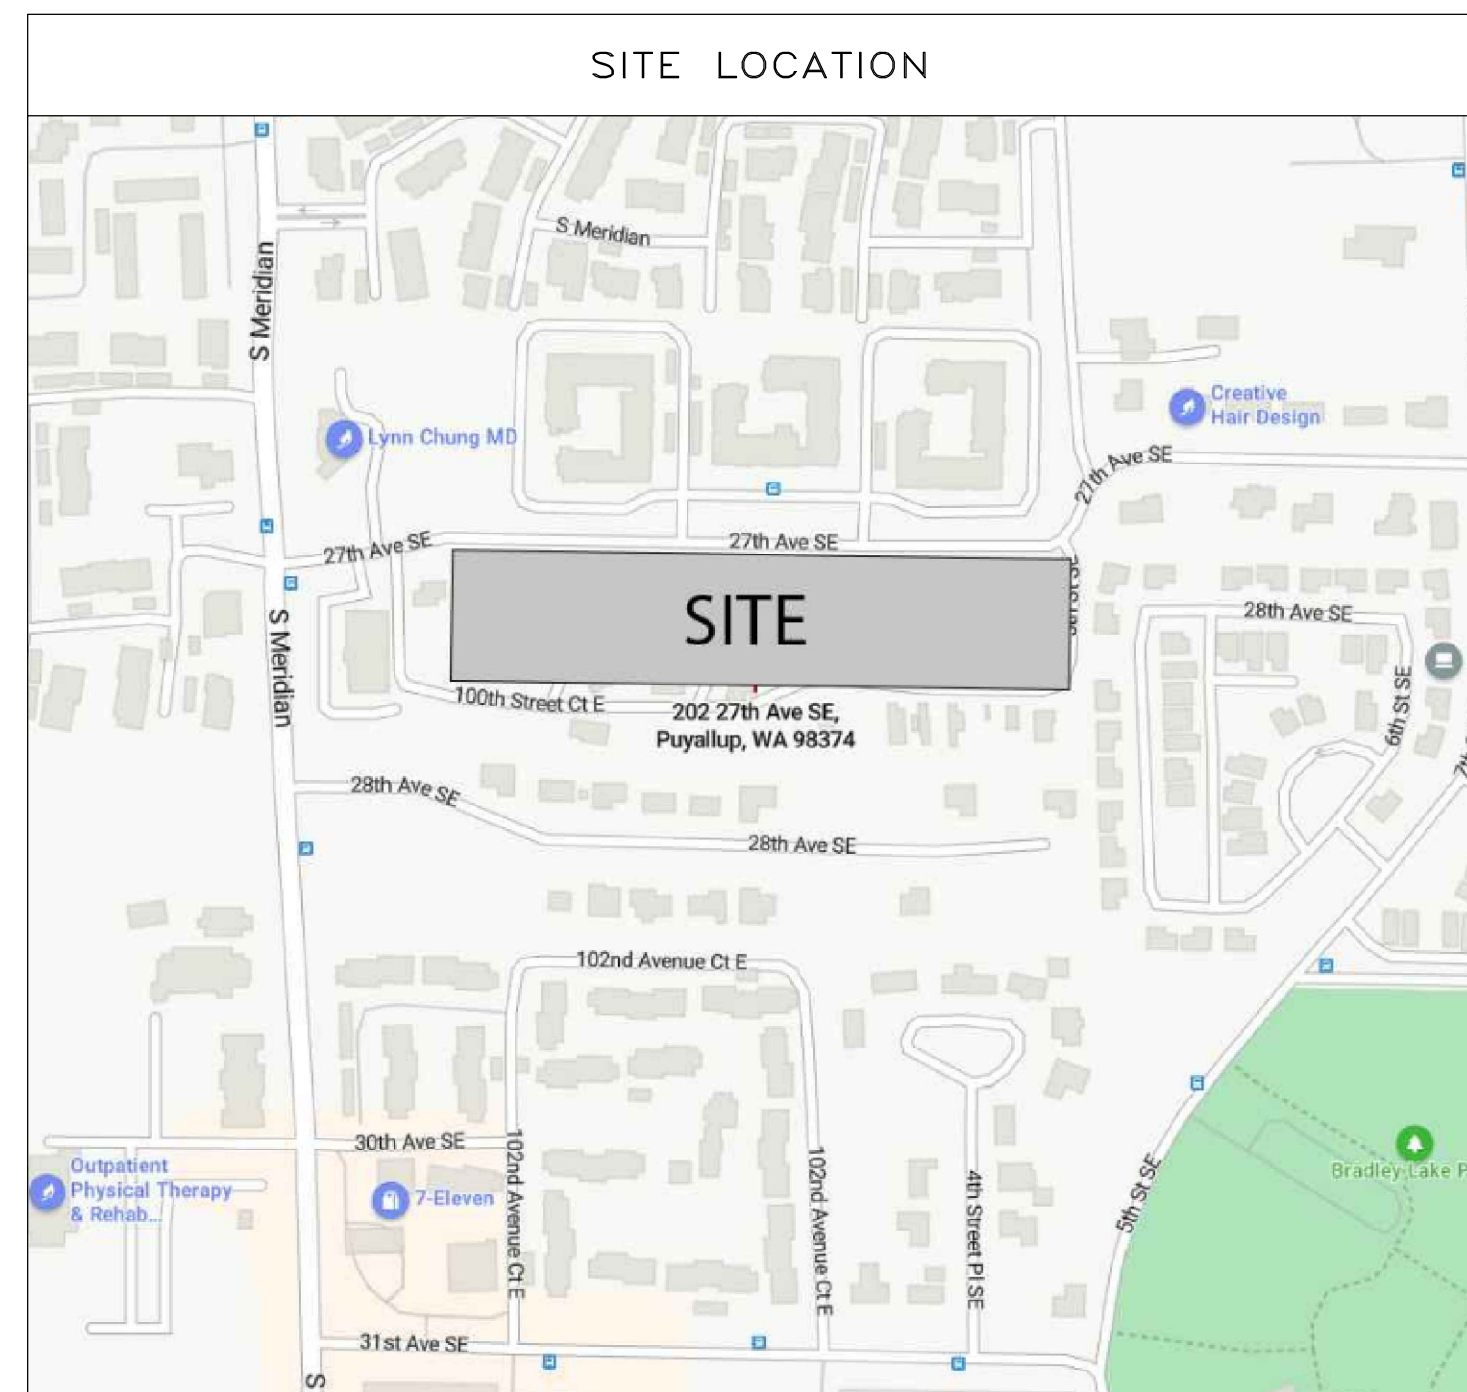 SITE LOCATION
S Meridian
S Meridian
Creative
Hair Design
Lynn Chung MD
27th Ave SE
27th Ave SE
27th Ave SE
27th Ave SE
SITE
28th Ave SE
S Meridian
6th St SE
100th Street Ct E
202 27th Ave SE,
Puyallup, WA 98374
28th Ave SE
28th Ave SE
102nd Avenue Ct E
30th Ave SE
102nd Avenue Ct E
102nd Avenue Ct E
4th Street Pl SE
5th St SE
Bradley Lake P
Outpatient
Physical Therapy
& Rehab...
7-Eleven
31st Ave SE
S